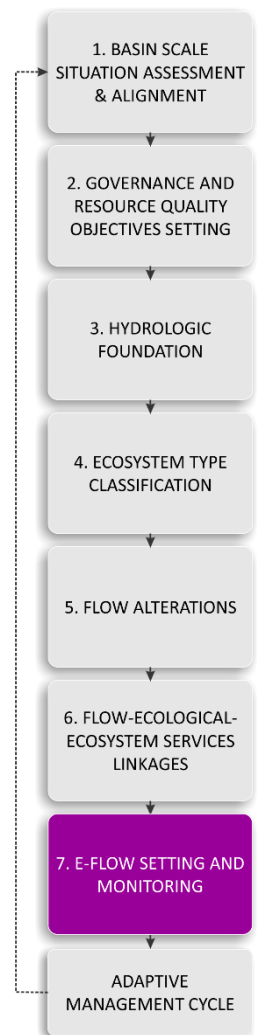 1. BASIN SCALE
SITUATION ASSESSMENT
& ALIGNMENT
2. GOVERNANCE AND
RESOURCE QUALITY
OBJECTIVES SETTING
3. HYDROLOGIC
FOUNDATION
4. ECOSYSTEM TYPE
CLASSIFICATION
5. FLOW ALTERATIONS
6. FLOW-ECOLOGICAL-
ECOSYSTEM SERVICES
LINKAGES
7. E-FLOW SETTING AND
MONITORING
ADAPTIVE
MANAGEMENT CYCLE